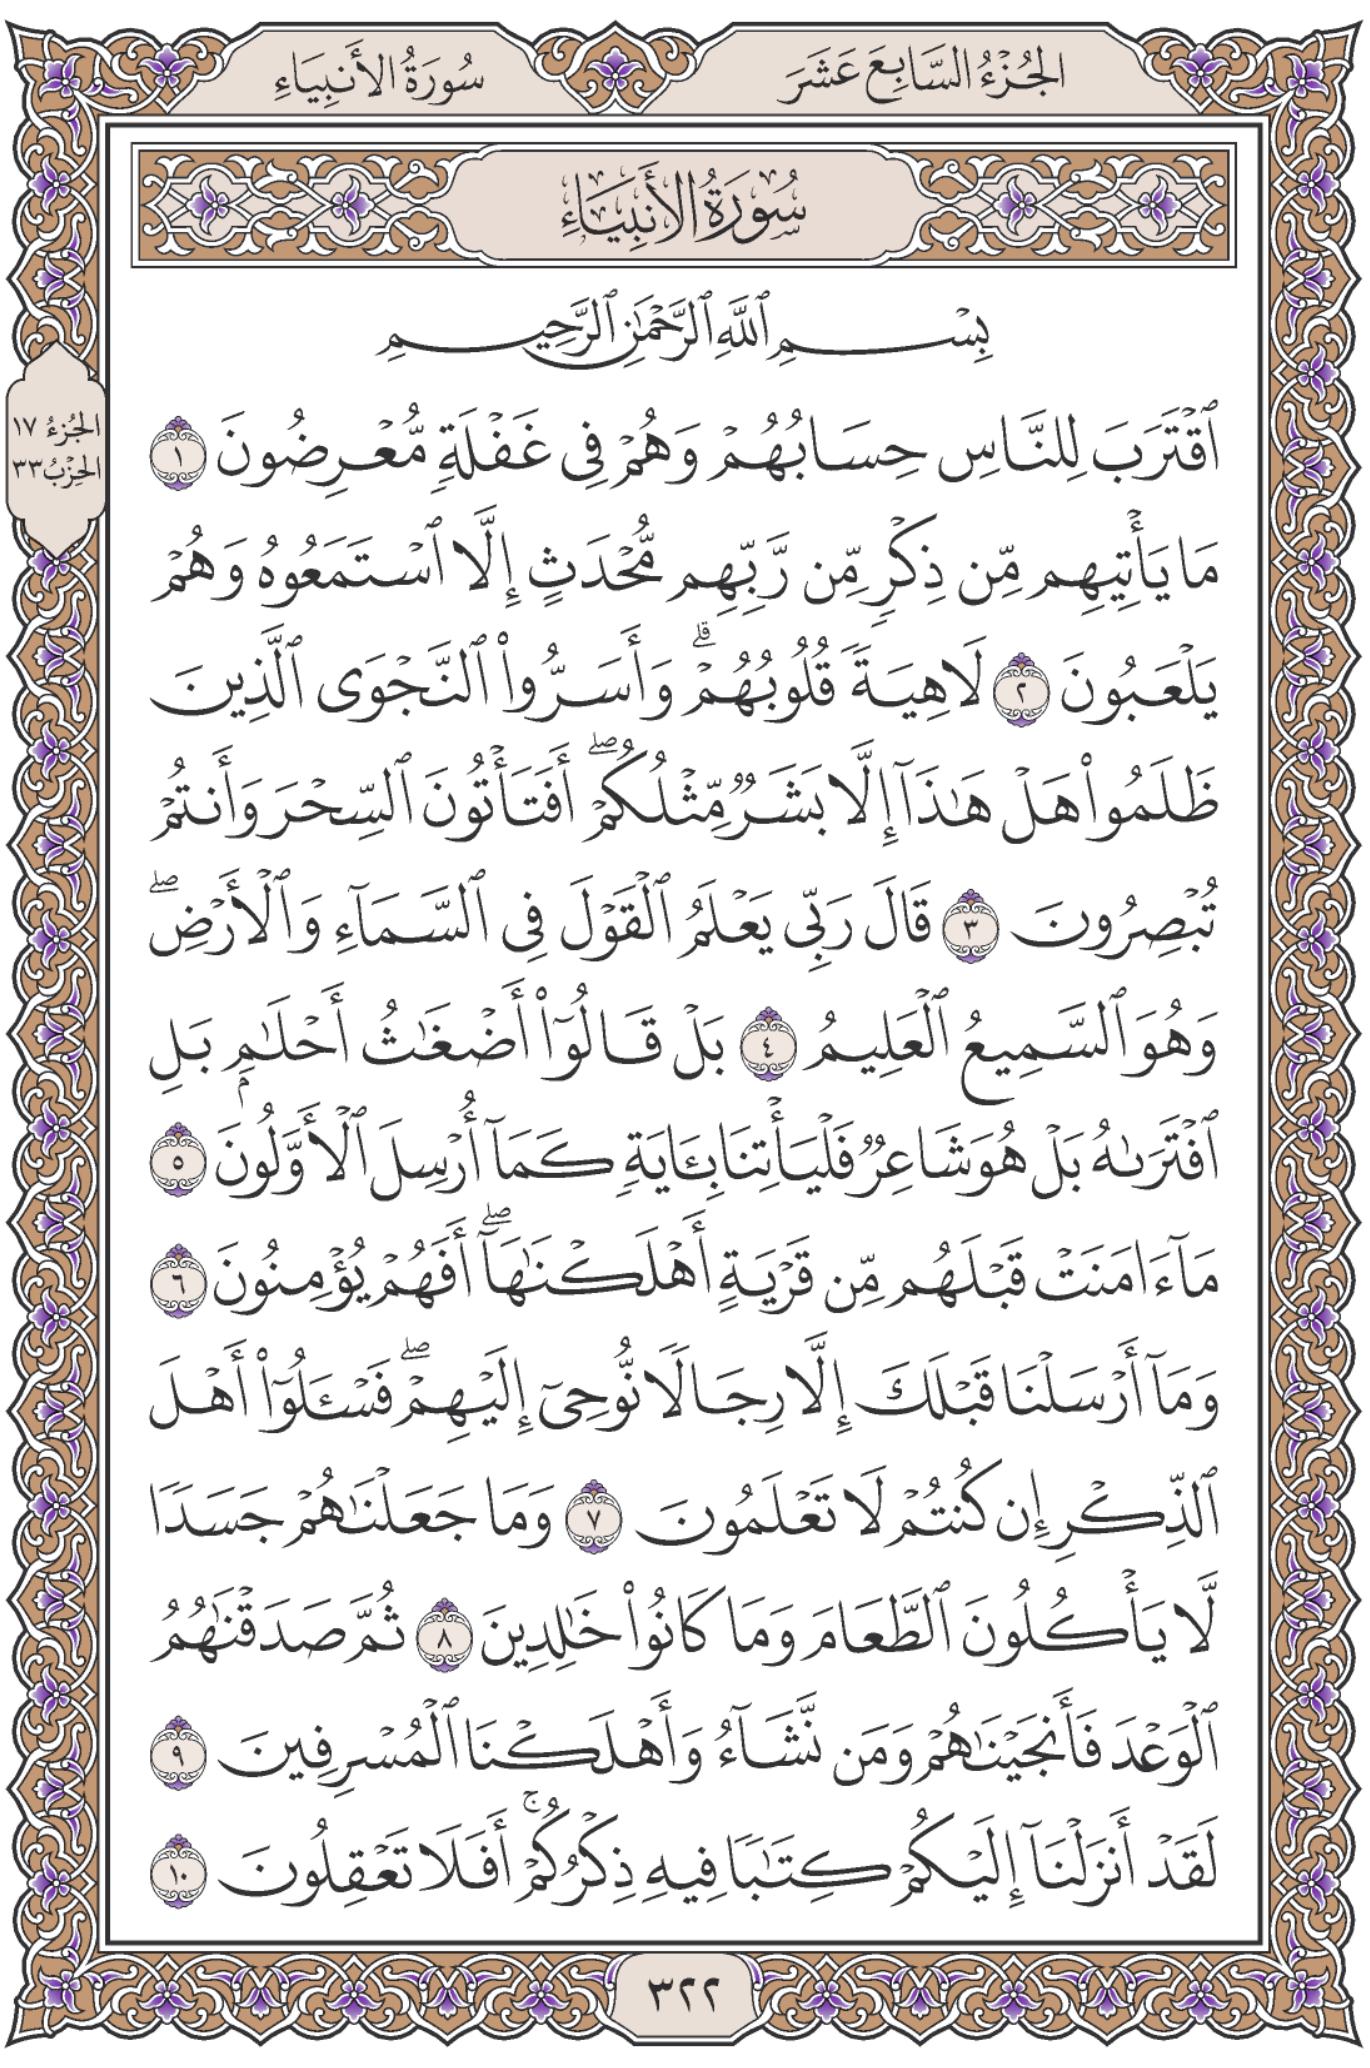 الجُزْءُ السَّابِعَ عَشَرَ
سُورَةُ الأَنبِيَاءِ
سُورَةُ الأَنبِيَاءِ
بِسْمِ ٱللَّهِ ٱلرَّحْمَٰنِ ٱلرَّحِيمِ
الجُزءُ ١٧
الحِزْبُ ٣٣
ٱقْتَرَبَ لِلنَّاسِ حِسَابُهُمْ وَهُمْ فِى غَفْلَةٍ مُّعْرِضُونَ ١
مَا يَأْتِيهِم مِّن ذِكْرٍ مِّن رَّبِّهِم مُّحْدَثٍ إِلَّا ٱسْتَمَعُوهُ وَهُمْ
يَلْعَبُونَ ٢ لَاهِيَةً قُلُوبُهُمْ ۗ وَأَسَرُّوا۟ ٱلنَّجْوَى ٱلَّذِينَ
ظَلَمُوا۟ هَلْ هَٰذَآ إِلَّا بَشَرٌ مِّثْلُكُمْ ۖ أَفَتَأْتُونَ ٱلسِّحْرَ وَأَنتُمْ
تُبْصِرُونَ ٣ قَالَ رَبِّى يَعْلَمُ ٱلْقَوْلَ فِى ٱلسَّمَآءِ وَٱلْأَرْضِ ۖ
وَهُوَ ٱلسَّمِيعُ ٱلْعَلِيمُ ٤ بَلْ قَالُوٓا۟ أَضْغَٰثُ أَحْلَٰمٍۭ بَلِ
ٱفْتَرَىٰهُ بَلْ هُوَ شَاعِرٌ فَلْيَأْتِنَا بِـَٔايَةٍ كَمَآ أُرْسِلَ ٱلْأَوَّلُونَ ٥
مَآ ءَامَنَتْ قَبْلَهُم مِّن قَرْيَةٍ أَهْلَكْنَٰهَآ ۖ أَفَهُمْ يُؤْمِنُونَ ٦
وَمَآ أَرْسَلْنَا قَبْلَكَ إِلَّا رِجَالًا نُّوحِىٓ إِلَيْهِمْ ۖ فَسْـَٔلُوٓا۟ أَهْلَ
ٱلذِّكْرِ إِن كُنتُمْ لَا تَعْلَمُونَ ٧ وَمَا جَعَلْنَٰهُمْ جَسَدًا
لَّا يَأْكُلُونَ ٱلطَّعَامَ وَمَا كَانُوا۟ خَٰلِدِينَ ٨ ثُمَّ صَدَقْنَٰهُمُ
ٱلْوَعْدَ فَأَنجَيْنَٰهُمْ وَمَن نَّشَآءُ وَأَهْلَكْنَا ٱلْمُسْرِفِينَ ٩
لَقَدْ أَنزَلْنَآ إِلَيْكُمْ كِتَٰبًا فِيهِ ذِكْرُكُمْ ۚ أَفَلَا تَعْقِلُونَ ١٠
٣٢٢